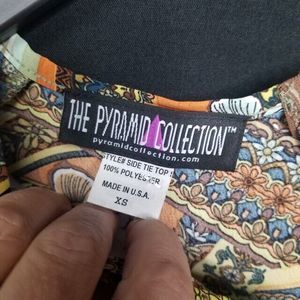 THE PYRAMID COLLECTION™
pyramidcollection.com
STYLE# SIDE TIE TOP S
100% POLYESTER
MADE IN U.S.A.
XS